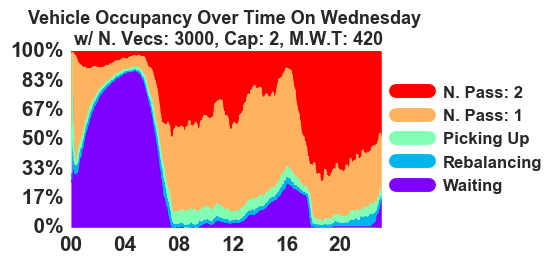 Vehicle Occupancy Over Time On Wednesday
w/ N. Vecs: 3000, Cap: 2, M.W.T: 420
100%
83%
67%
50%
33%
17%
0%
00 04 08 12 16 20
N. Pass: 2
N. Pass: 1
Picking Up
Rebalancing
Waiting